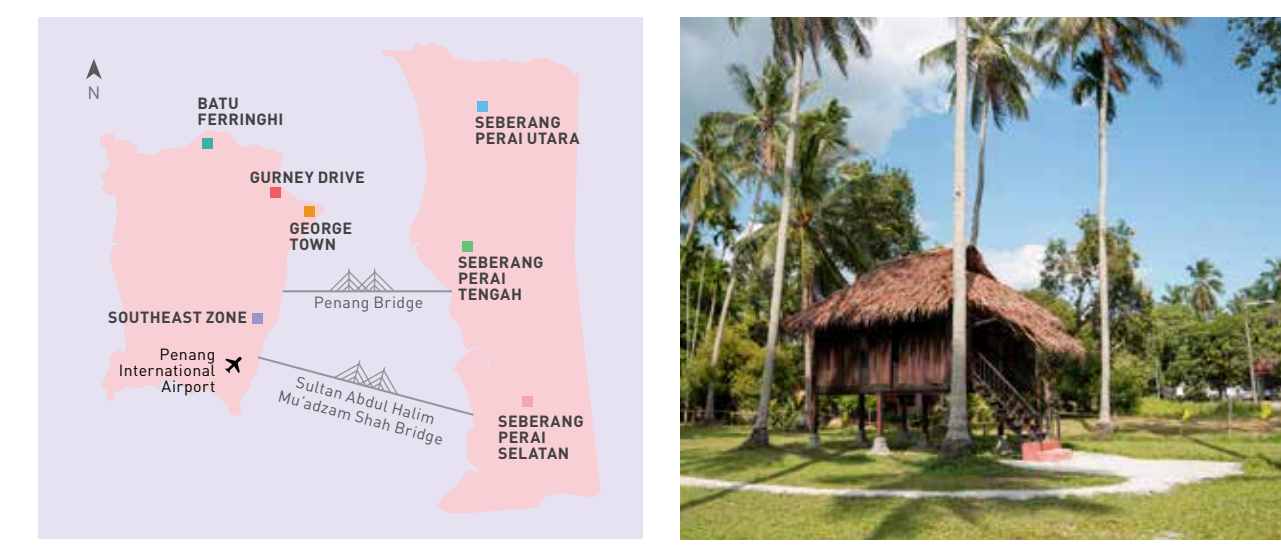 N
BATU
FERRINGHI
SEBERANG
PERAI UTARA
GURNEY DRIVE
GEORGE
TOWN
SEBERANG
PERAI
TENGAH
Penang Bridge
SOUTHEAST ZONE
Penang
International
Airport
Sultan Abdul Halim
Mu'adzam Shah Bridge
SEBERANG
PERAI
SELATAN